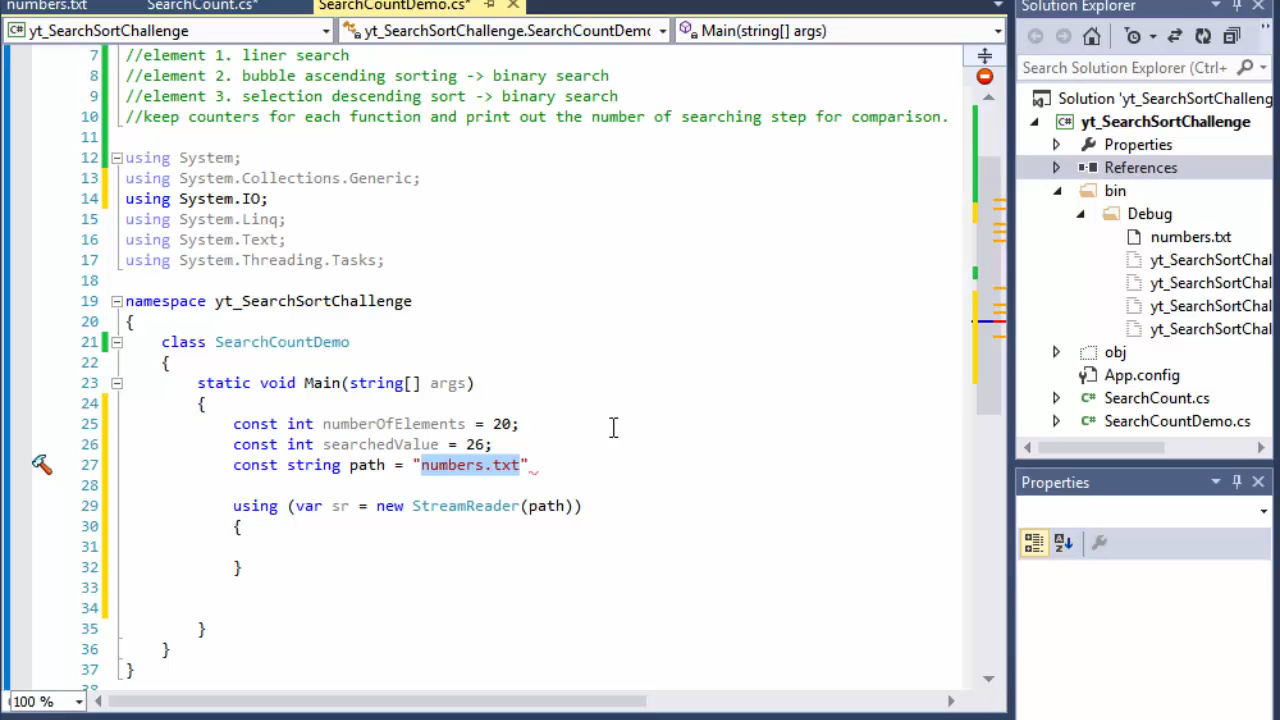 numbers.txt SearchCount.cs* SearchCountDemo.cs*
yt_SearchSortChallenge yt_SearchSortChallenge.SearchCountDemo Main(string[] args)
7 //element 1. liner search
8 //element 2. bubble ascending sorting -> binary search
9 //element 3. selection descending sort -> binary search
10 //keep counters for each function and print out the number of searching step for comparison.
11
12 using System;
13 using System.Collections.Generic;
14 using System.IO;
15 using System.Linq;
16 using System.Text;
17 using System.Threading.Tasks;
18
19 namespace yt_SearchSortChallenge
20 {
21 class SearchCountDemo
22 {
23 static void Main(string[] args)
24 {
25 const int numberOfElements = 20;
26 const int searchedValue = 26;
27 const string path = "numbers.txt"
28
29 using (var sr = new StreamReader(path))
30 {
31
32 }
33
34
35 }
36 }
37 }
38
100 %
Solution Explorer
Search Solution Explorer (Ctrl+
Solution 'yt_SearchSortChalleng
yt_SearchSortChallenge
Properties
References
bin
Debug
numbers.txt
yt_SearchSortChal
yt_SearchSortChal
yt_SearchSortChal
yt_SearchSortChal
obj
App.config
SearchCount.cs
SearchCountDemo.cs
Properties